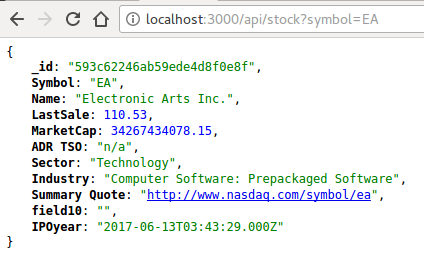 localhost:3000/api/stock?symbol=EA
{
_id: "593c62246ab59ede4d8f0e8f",
Symbol: "EA",
Name: "Electronic Arts Inc.",
LastSale: 110.53,
MarketCap: 34267434078.15,
ADR TSO: "n/a",
Sector: "Technology",
Industry: "Computer Software: Prepackaged Software",
Summary Quote: "http://www.nasdaq.com/symbol/ea",
field10: "",
IPOyear: "2017-06-13T03:43:29.000Z"
}